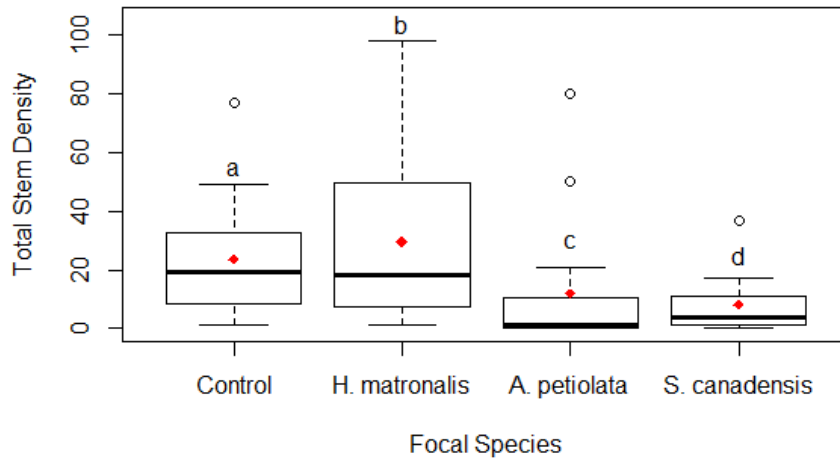 100
80
60
40
20
0
Total Stem Density
a
b
c
d
Control H. matronalis A. petiolata S. canadensis
Focal Species